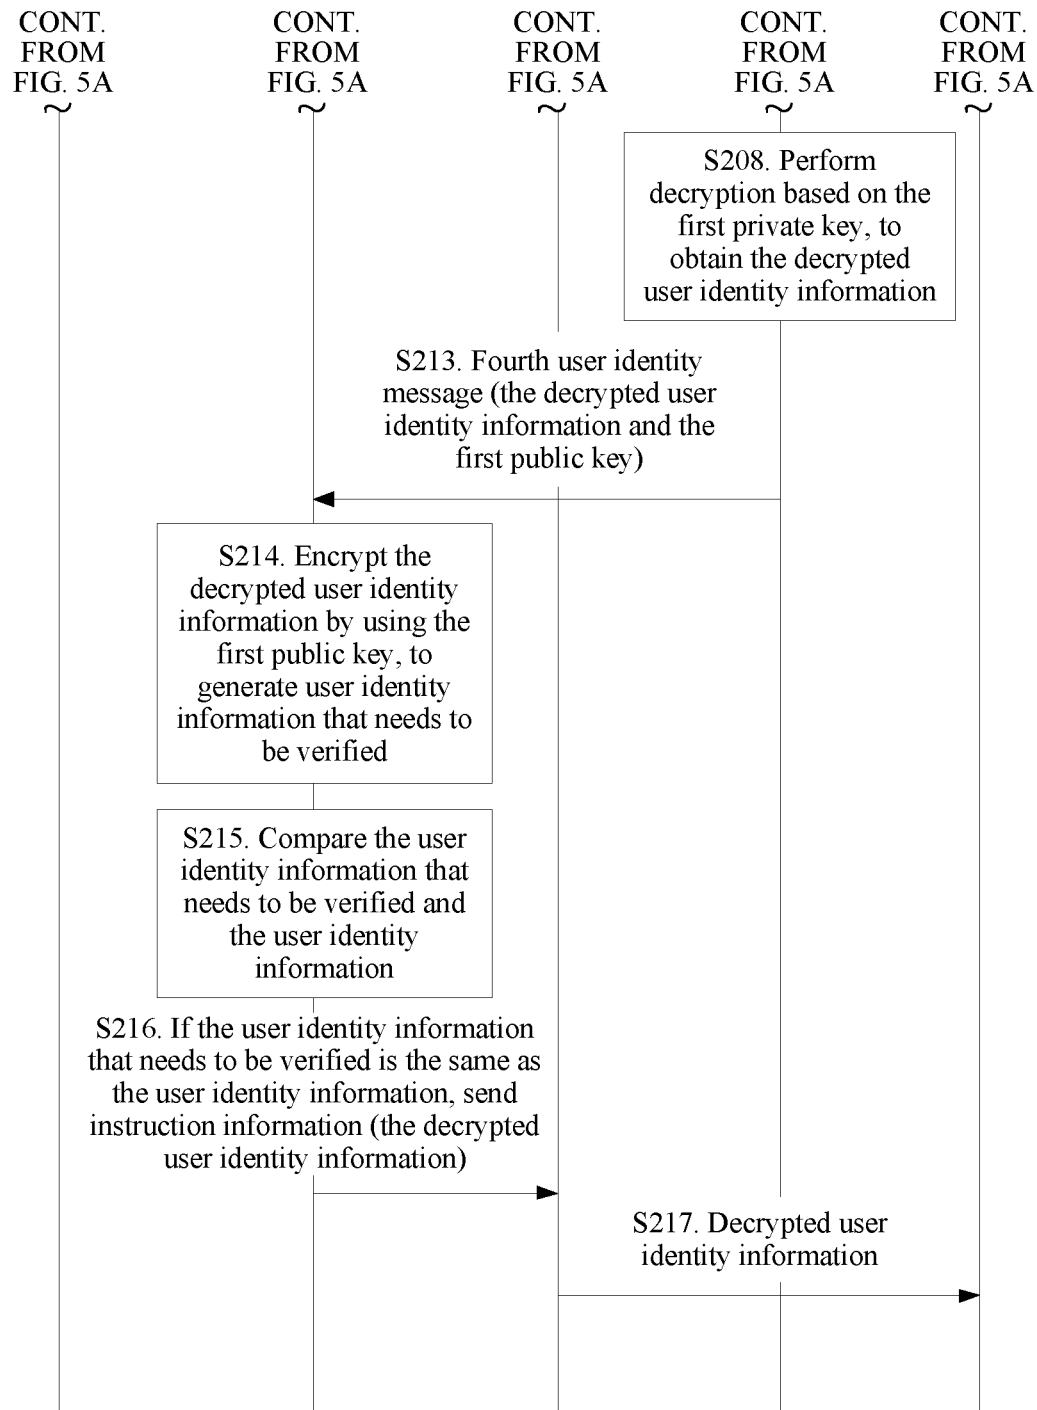 CONT.
FROM
FIG. 5A
CONT.
FROM
FIG. 5A
CONT.
FROM
FIG. 5A
CONT.
FROM
FIG. 5A
CONT.
FROM
FIG. 5A
S208. Perform
decryption based on the
first private key, to
obtain the decrypted
user identity information
S213. Fourth user identity
message (the decrypted user
identity information and the
first public key)
S214. Encrypt the
decrypted user identity
information by using the
first public key, to
generate user identity
information that needs to
be verified
S215. Compare the user
identity information that
needs to be verified and
the user identity
information
S216. If the user identity information
that needs to be verified is the same as
the user identity information, send
instruction information (the decrypted
user identity information)
S217. Decrypted user
identity information